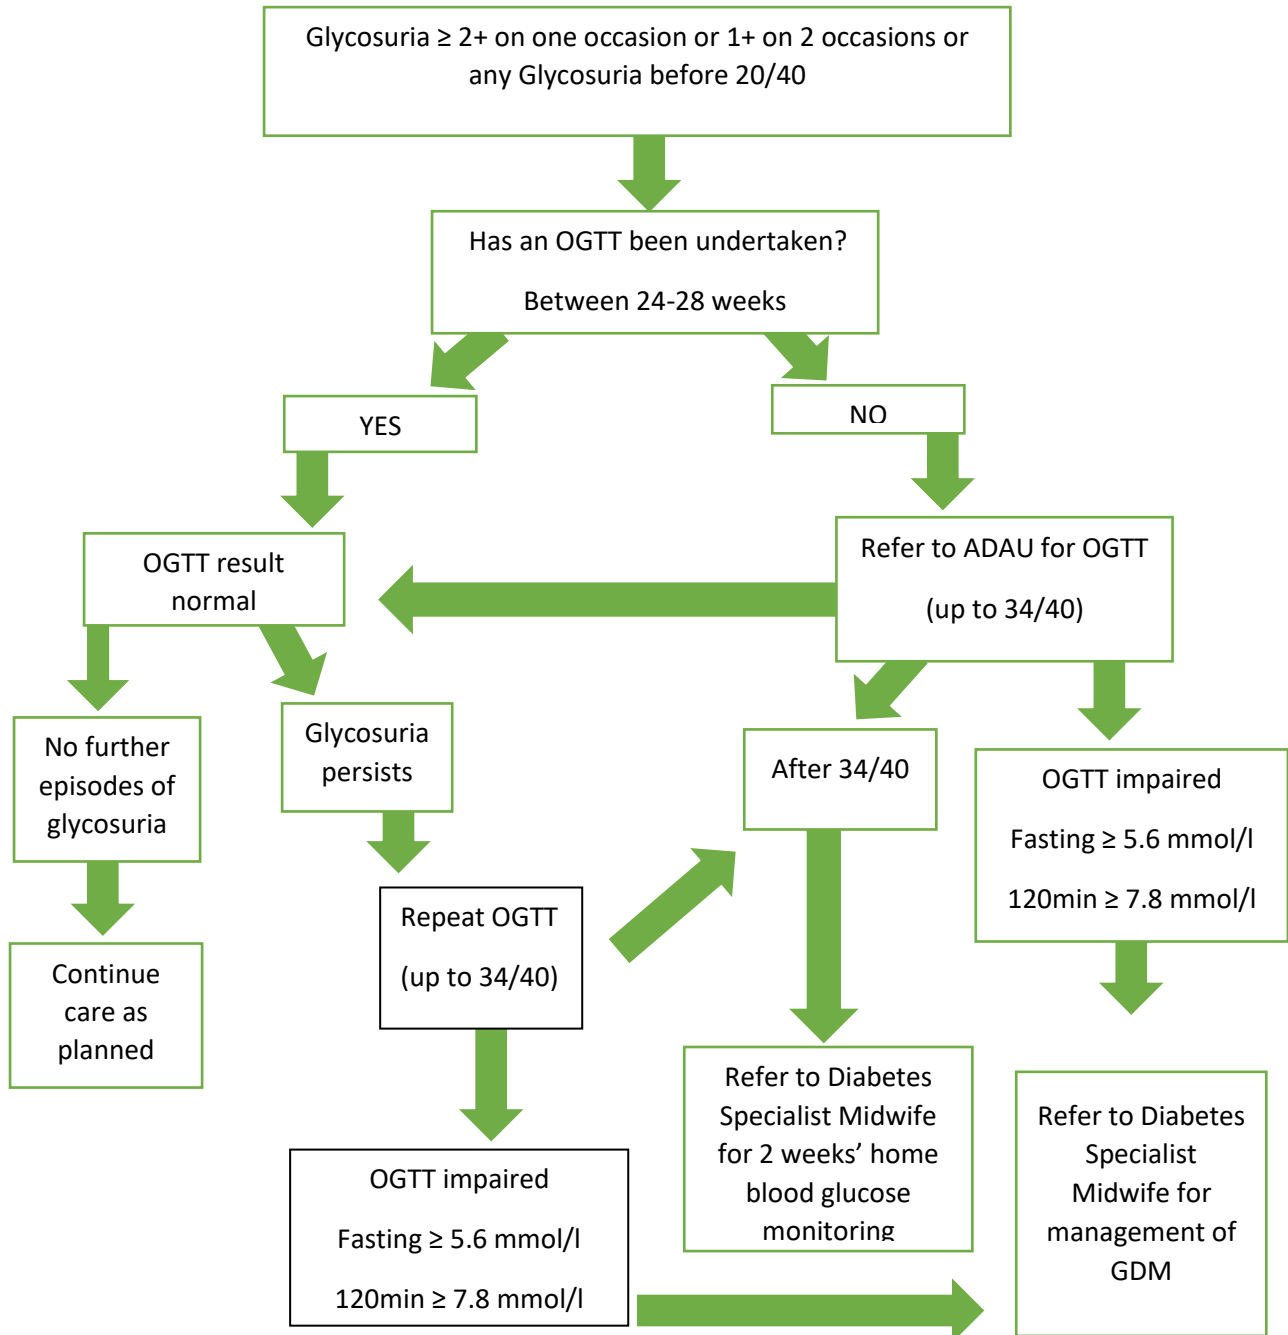 Glycosuria ≥ 2+ on one occasion or 1+ on 2 occasions or
any Glycosuria before 20/40
Has an OGTT been undertaken?
Between 24-28 weeks
YES
NO
OGTT result
normal
Refer to ADAU for OGTT
(up to 34/40)
No further
episodes of
glycosuria
Glycosuria
persists
After 34/40
OGTT impaired
Fasting ≥ 5.6 mmol/l
120min ≥ 7.8 mmol/l
Continue
care as
planned
Repeat OGTT
(up to 34/40)
OGTT impaired
Fasting ≥ 5.6 mmol/l
120min ≥ 7.8 mmol/l
Refer to Diabetes
Specialist Midwife
for 2 weeks’ home
blood glucose
monitoring
Refer to Diabetes
Specialist
Midwife for
management of
GDM